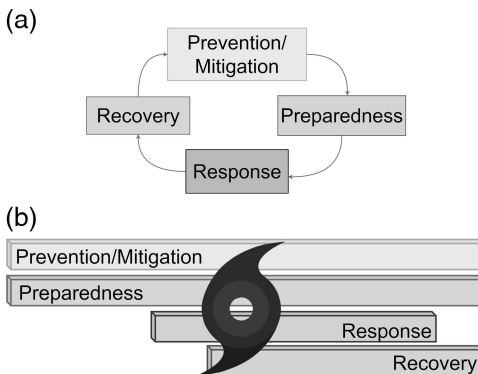 (a)
Prevention/
Mitigation
Recovery
Preparedness
Response
(b)
Prevention/Mitigation
Preparedness
Response
Recovery